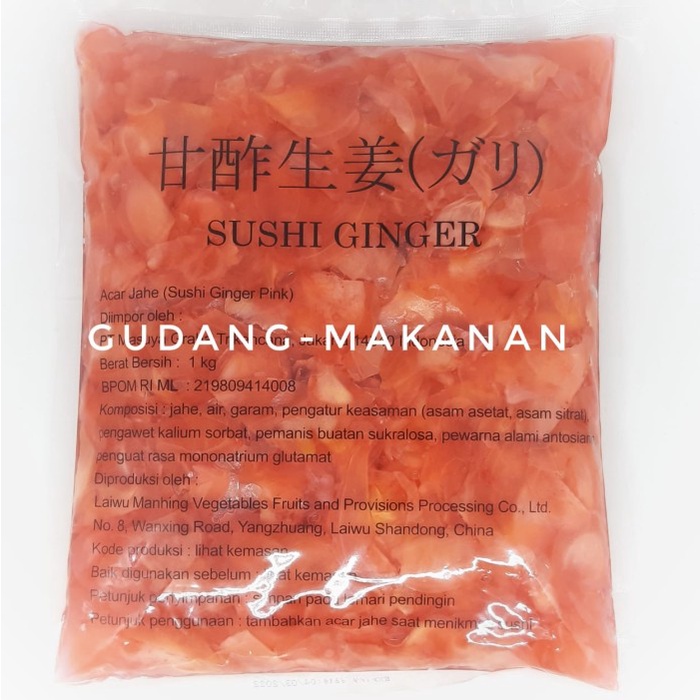 甘酢生姜(ガリ)
SUSHI GINGER
Acar Jahe (Sushi Ginger Pink)
Diimpor oleh :
GUDANG-MAKANAN
PT Masuya
Berat Bersih : 1 kg
BPOM RI ML : 219809414008
Komposisi : jahe, air, garam, pengatur keasaman (asam asetat, asam sitrat),
pengawet kalium sorbat, pemanis buatan sukralosa, pewarna alami antosian
penguat rasa mononatrium glutamat
Diproduksi oleh :
Laiwu Manhing Vegetables Fruits and Provisions Processing Co., Ltd.
No. 8, Wanxing Road, Yangzhuang, Laiwu Shandong, China
Kode produksi : lihat kemasan
Baik digunakan sebelum : lihat kemasan
Petunjuk penyimpanan : simpan pada lemari pendingin
Petunjuk penggunaan : tambahkan acar jahe saat menikmati sushi